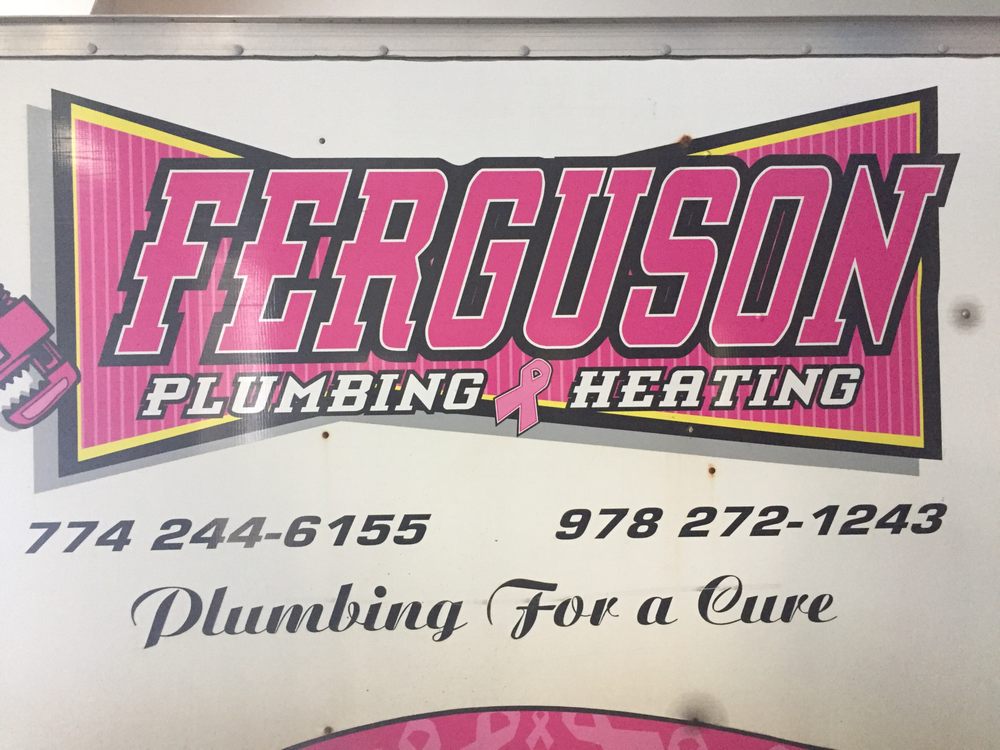 FERGUSON
PLUMBING HEATING
774 244-6155 978 272-1243
Plumbing For a Cure